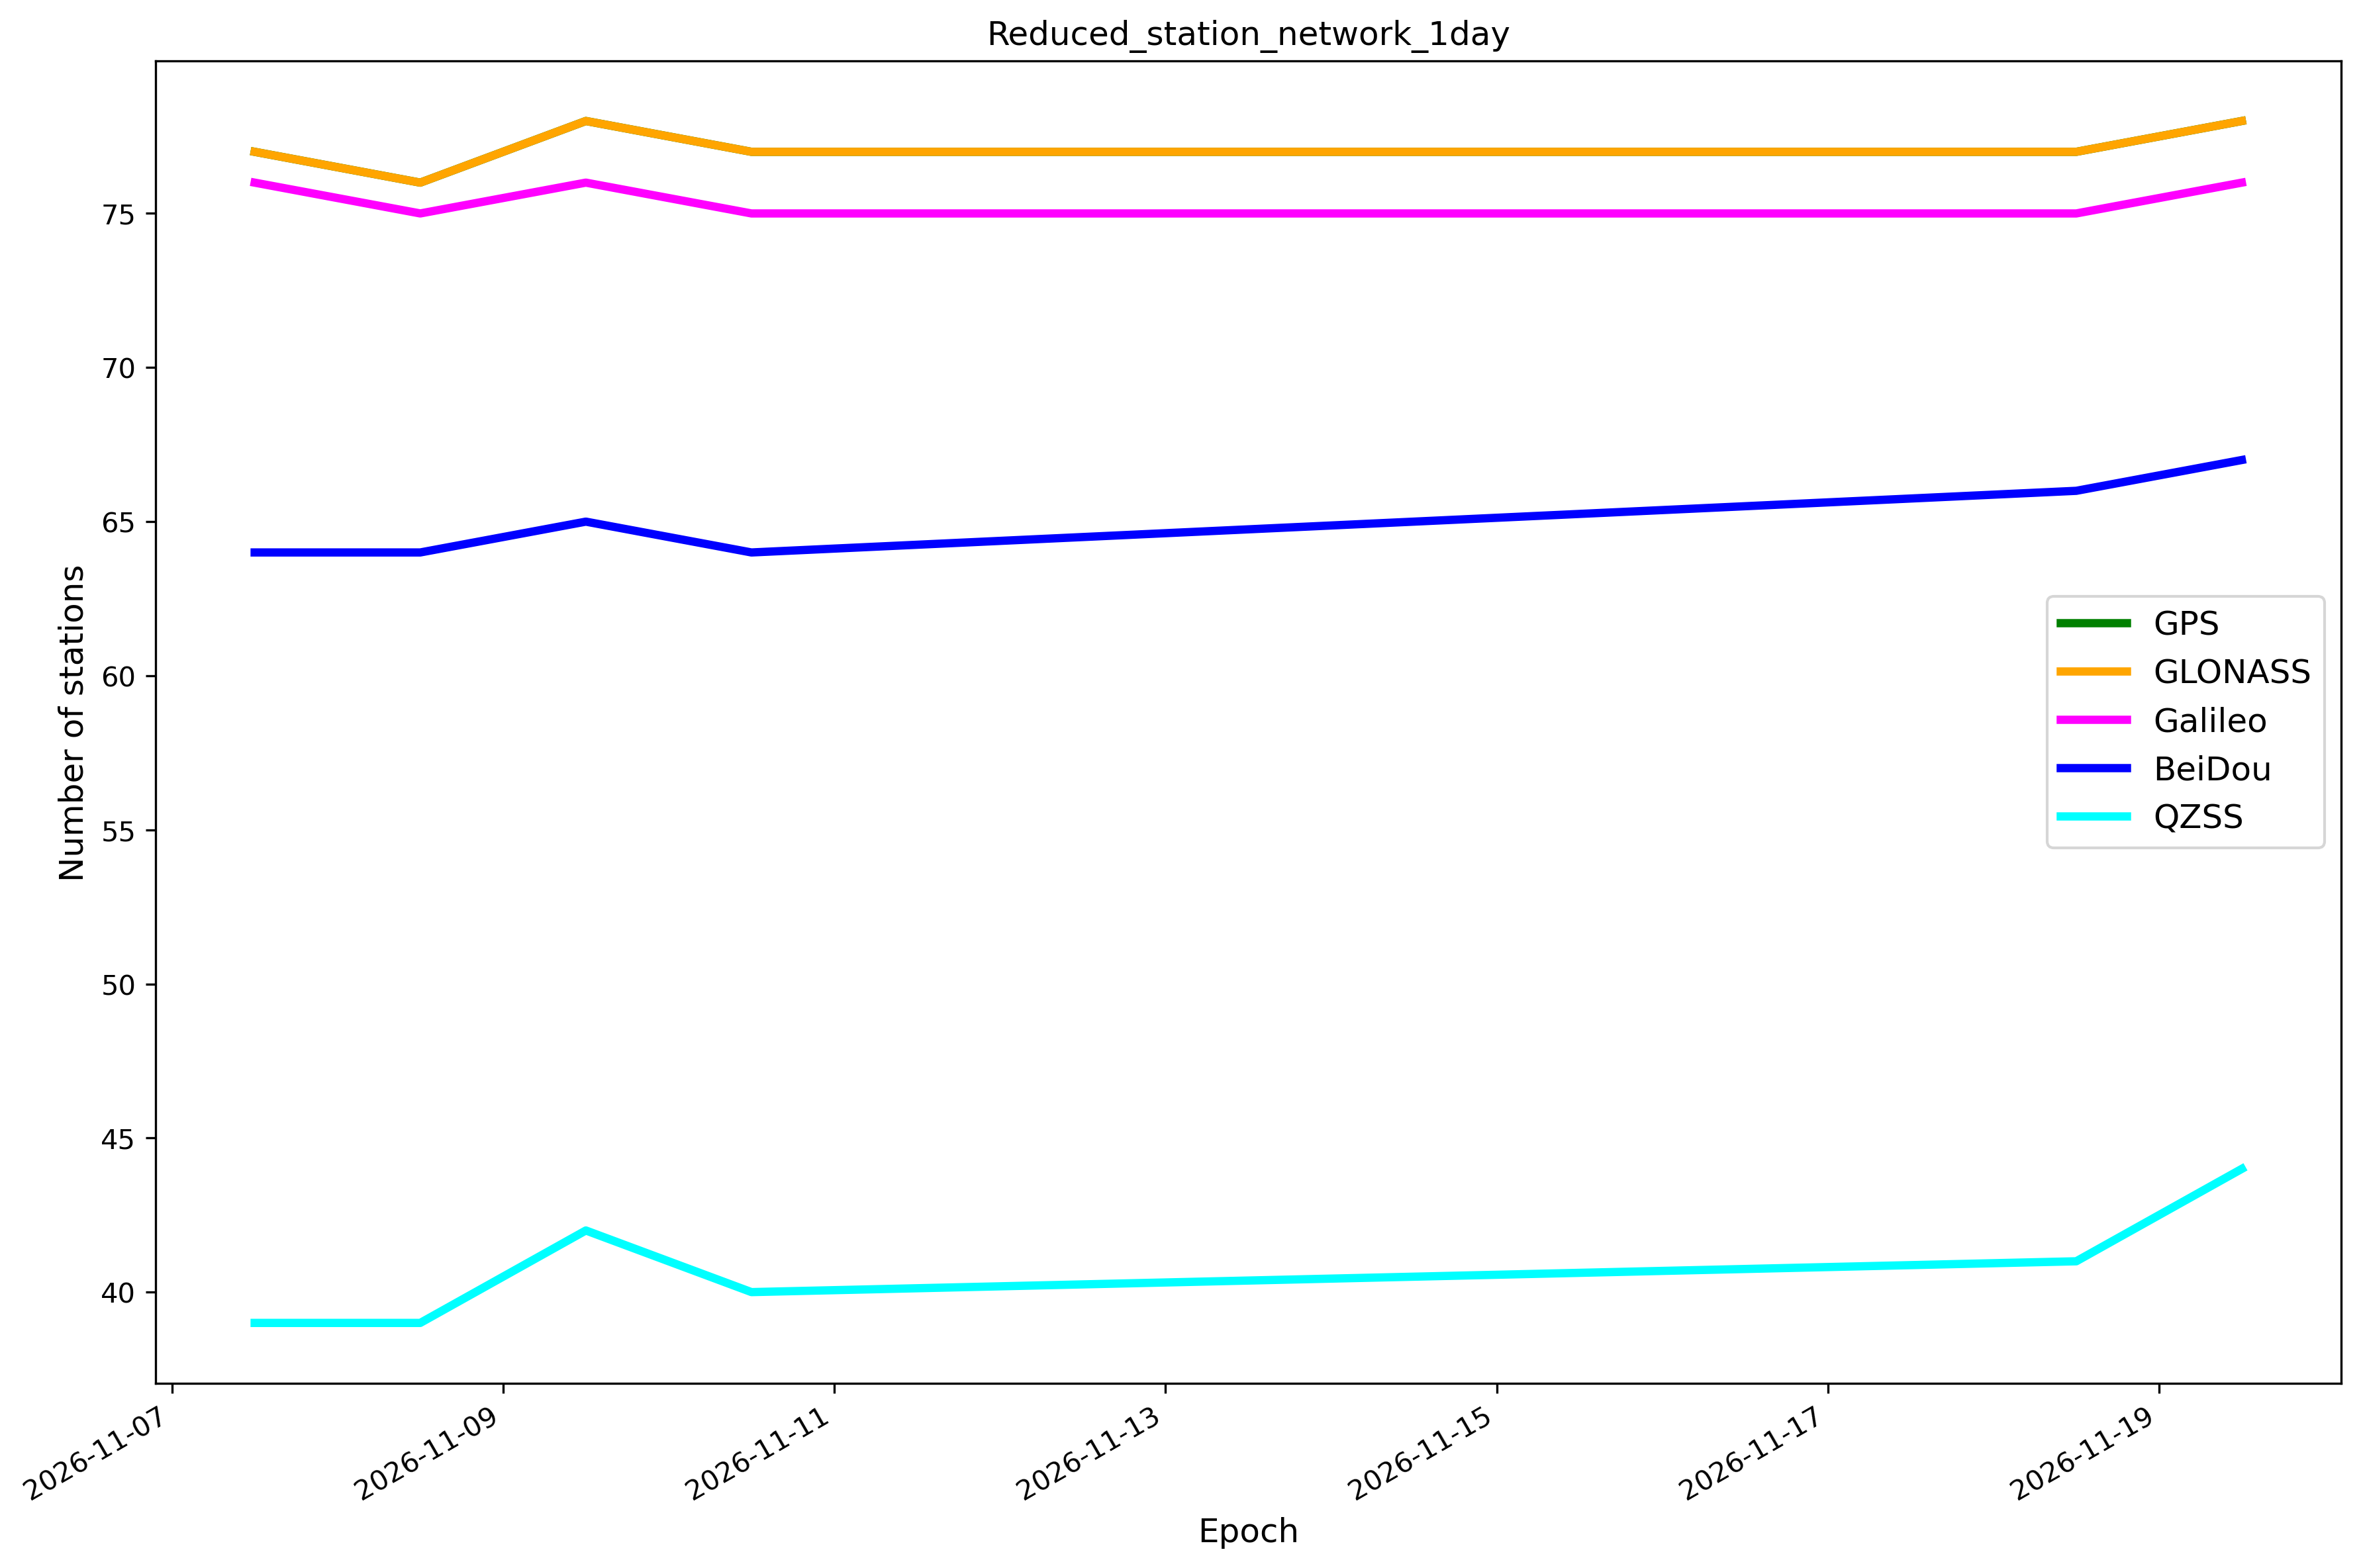 Reduced_station_network_1day
75
70
65
60
55
50
45
40
Number of stations
GPS
GLONASS
Galileo
BeiDou
QZSS
2026-11-07
2026-11-09
2026-11-11
2026-11-13
2026-11-15
2026-11-17
2026-11-19
Epoch